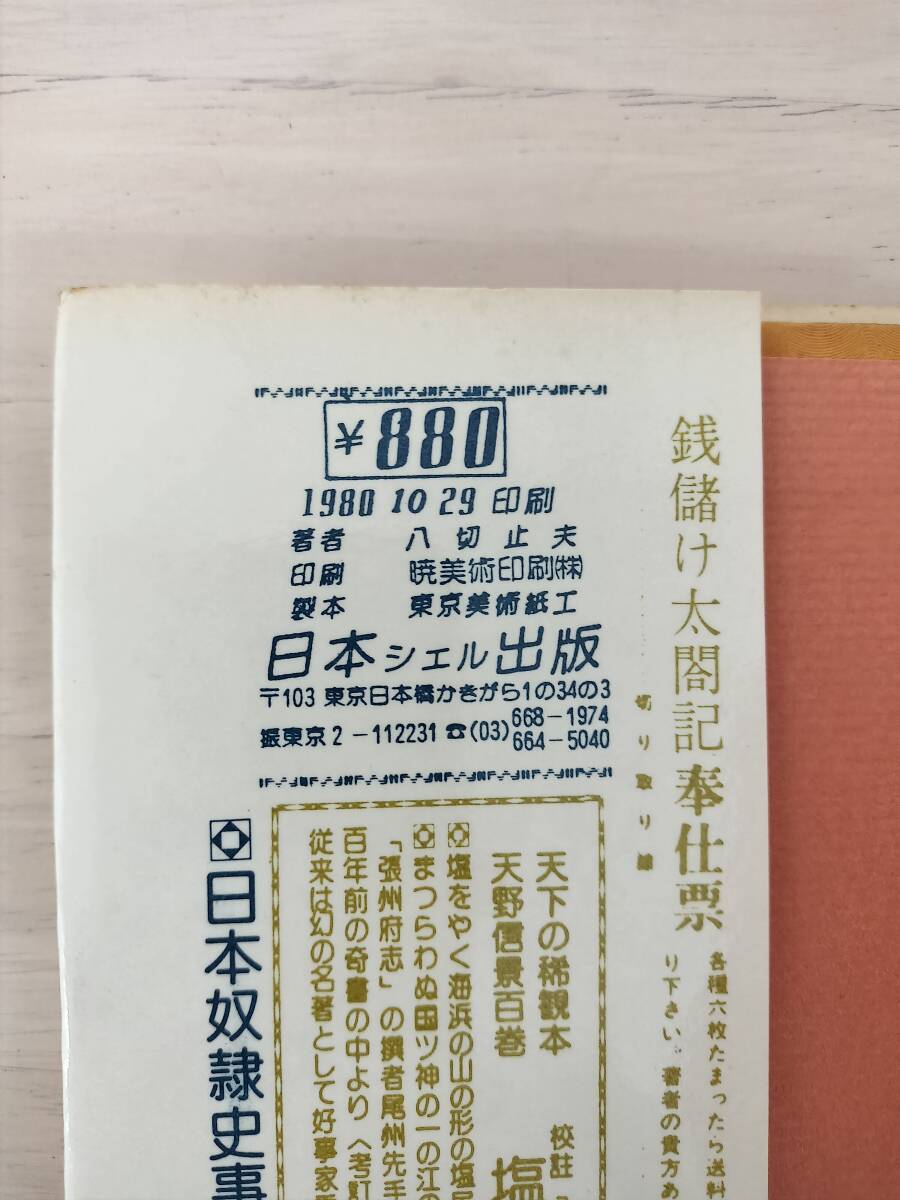 ¥880
1980 10 29 印刷
著者 八切止夫
印刷 暁美術印刷㈱
製本 東京美術紙工
日本シェル出版
〒103 東京日本橋かきがら1の34の3
振東京2-112231 ☎(03) 668-1974
664-5040
銭儲け太閤記奉仕票
各種六枚たまったら送料
り下さい。著者の貴方あ
切り取り線
天下の稀観本
天野信景百巻
校註
塩
塩をやく海浜の山の形の塩
まつらわぬ国ツ神の一の江の
「張州府志」の撰者尾州先手
百年前の奇書の中より〈考訂
従来は幻の名著として好事家
日本奴隷史事